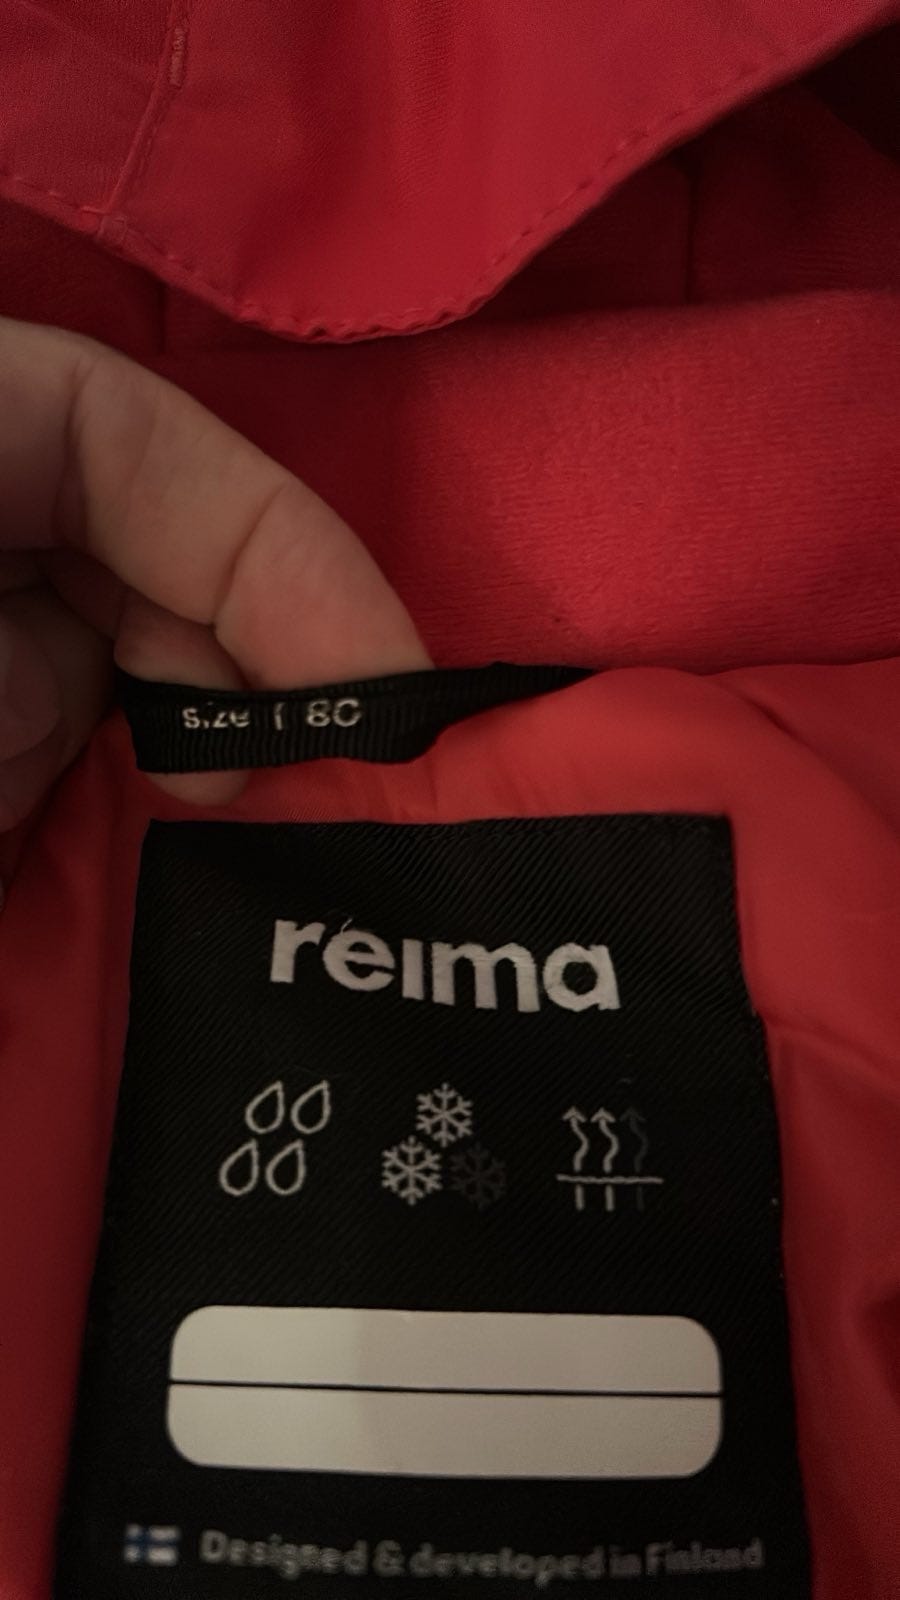 size | 80
reima
Designed & developed in Finland